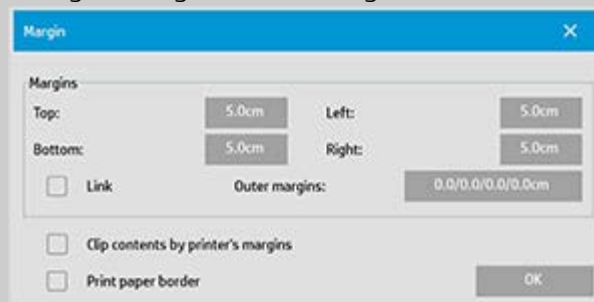 Margin
Margins
Top: 5.0cm Left: 5.0cm
Bottom: 5.0cm Right: 5.0cm
Link Outer margins: 0.0/0.0/0.0/0.0cm
Clip contents by printer's margins
Print paper border OK